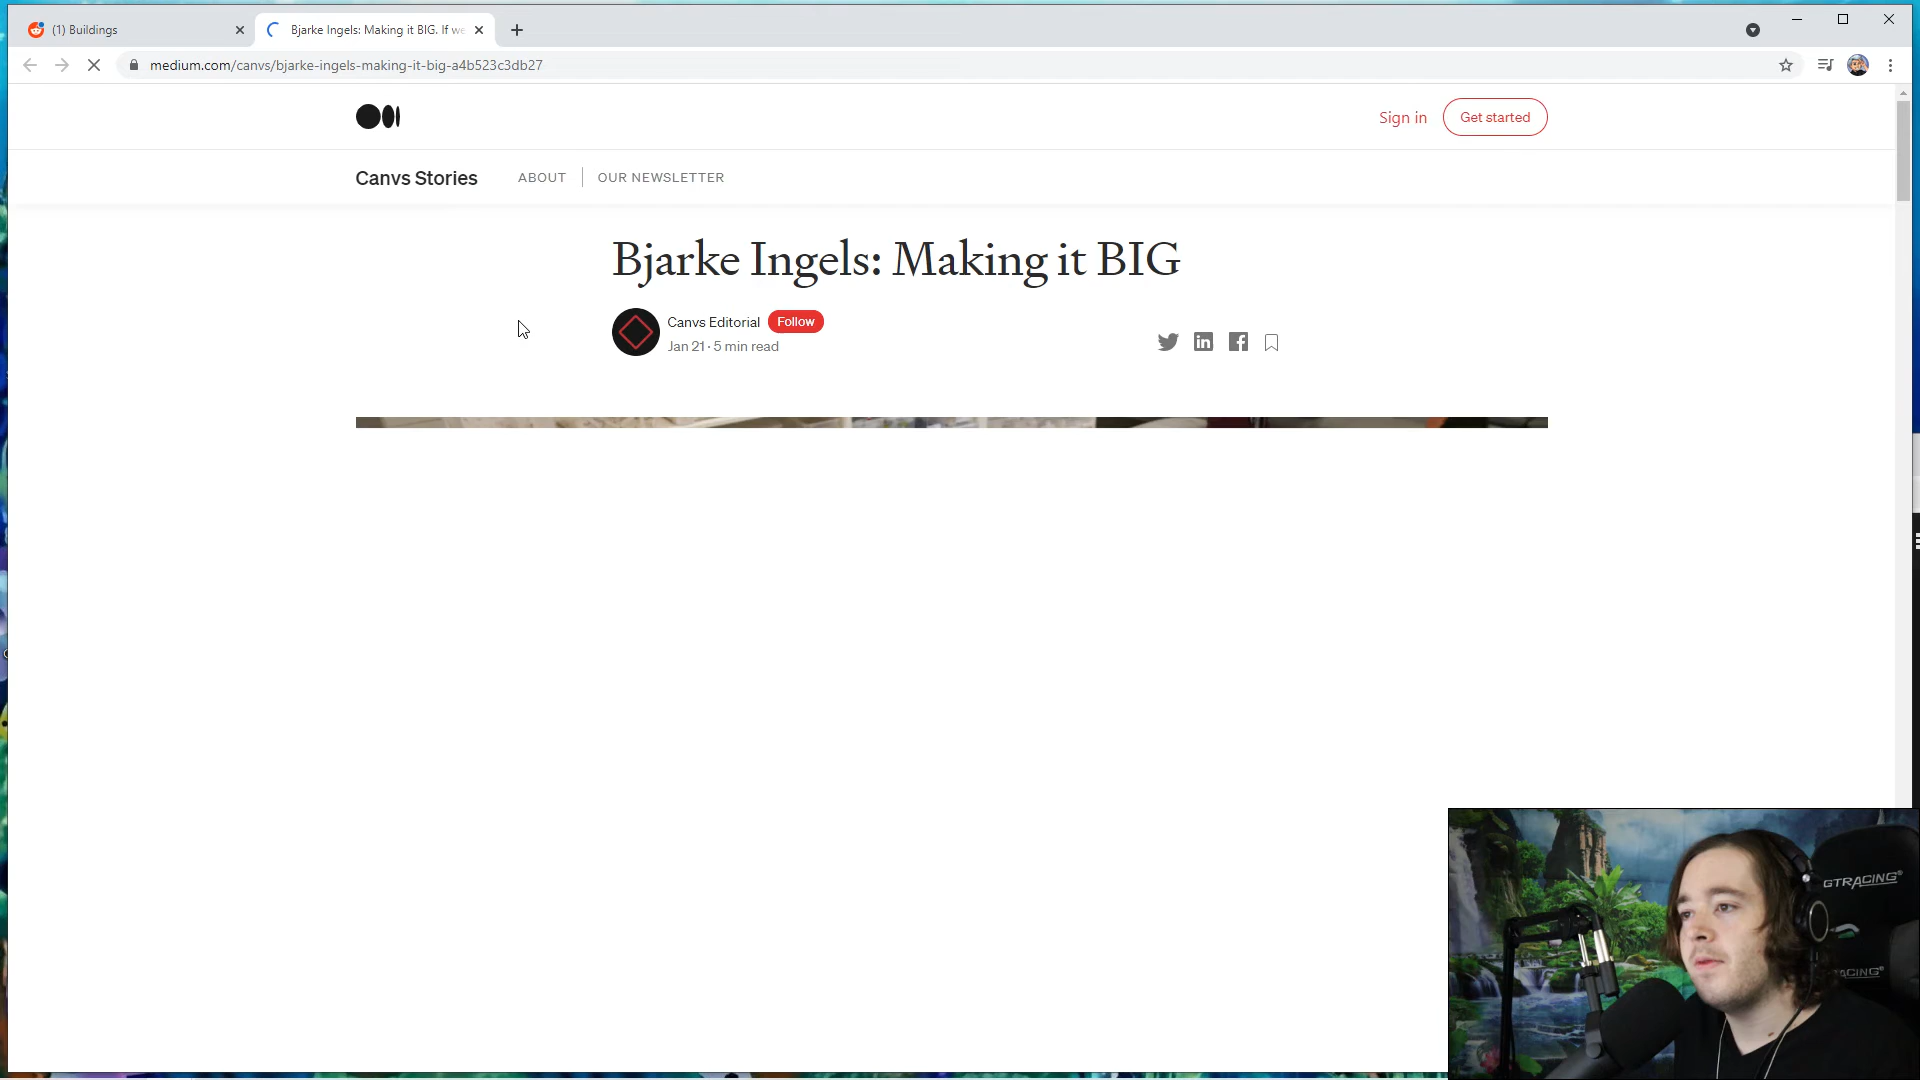 (1) Buildings
Bjarke Ingels: Making it BIG. If we
medium.com/canvs/bjarke-ingels-making-it-big-a4b523c3db27
Sign in
Get started
Canvs Stories
ABOUT
OUR NEWSLETTER
Bjarke Ingels: Making it BIG
Canvs Editorial
Follow
Jan 21 · 5 min read
GTRACING
ACING